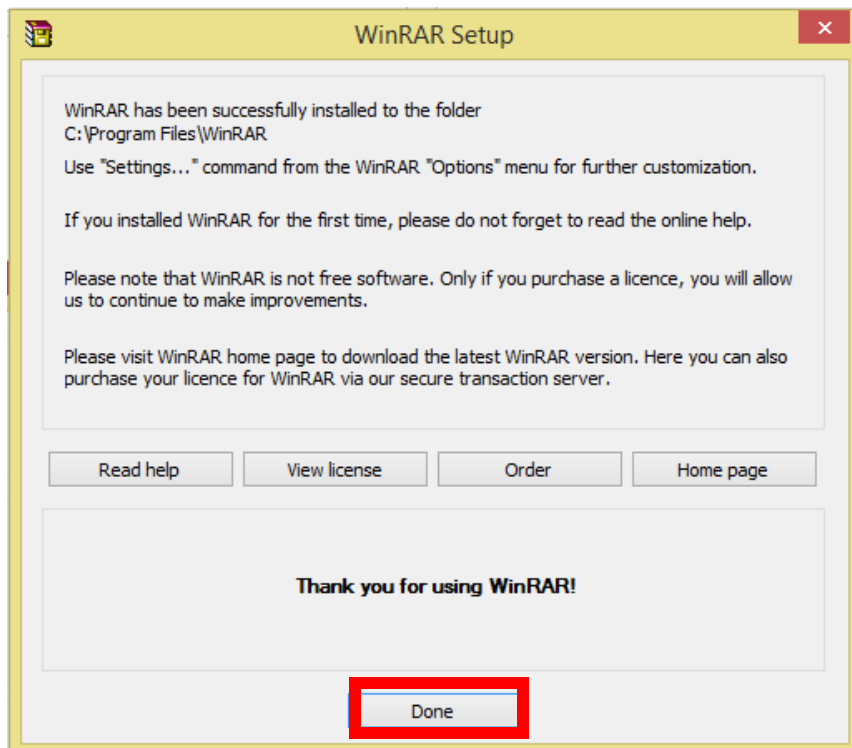 WinRAR Setup
WinRAR has been successfully installed to the folder
C:\Program Files\WinRAR
Use "Settings..." command from the WinRAR "Options" menu for further customization.
If you installed WinRAR for the first time, please do not forget to read the online help.
Please note that WinRAR is not free software. Only if you purchase a licence, you will allow
us to continue to make improvements.
Please visit WinRAR home page to download the latest WinRAR version. Here you can also
purchase your licence for WinRAR via our secure transaction server.
Read help View license Order Home page
Thank you for using WinRAR!
Done